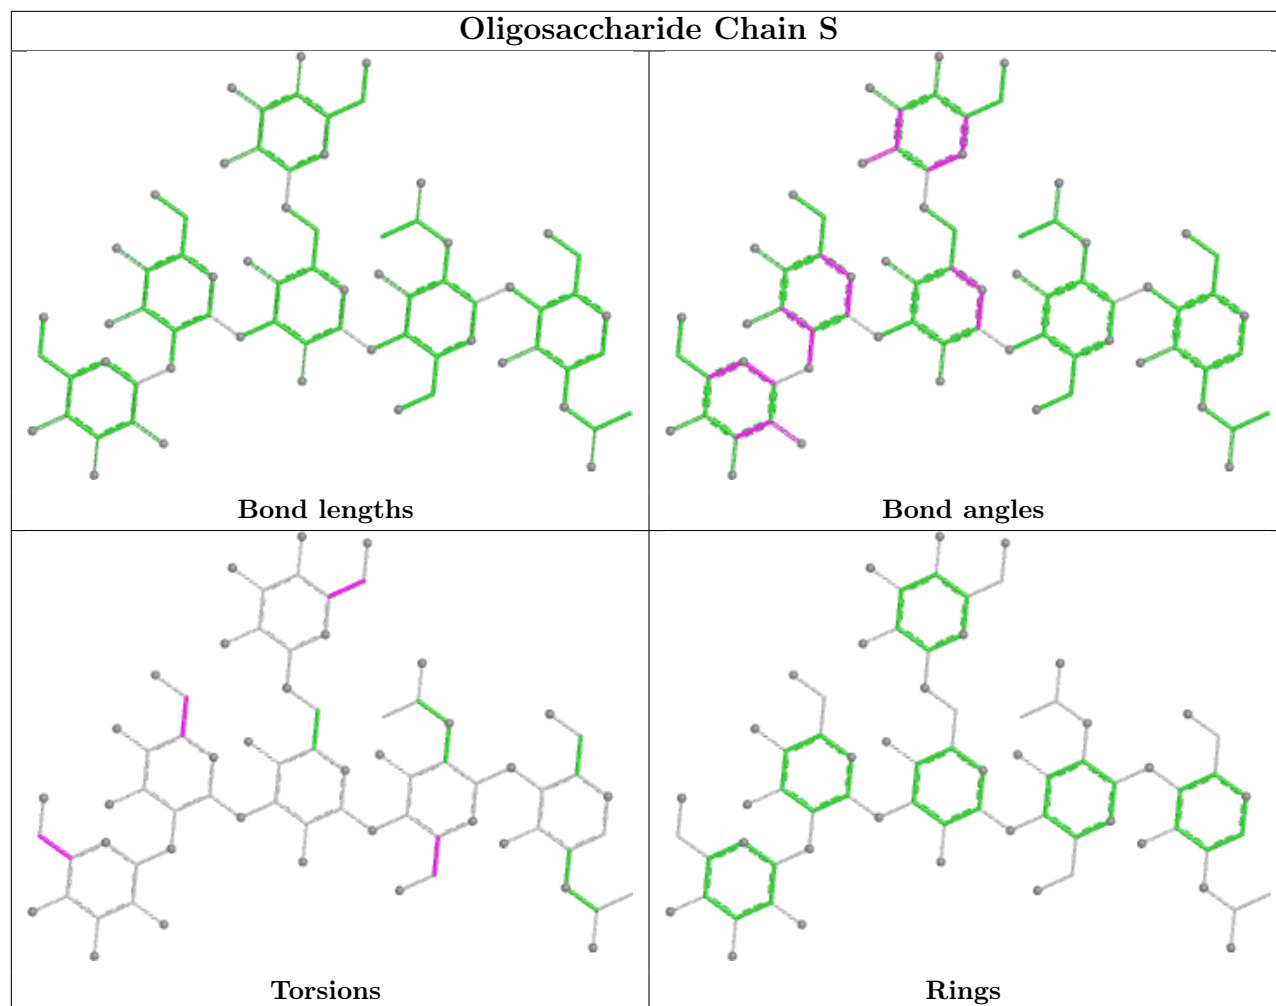 Oligosaccharide Chain S
Bond lengths
Bond angles
Torsions
Rings